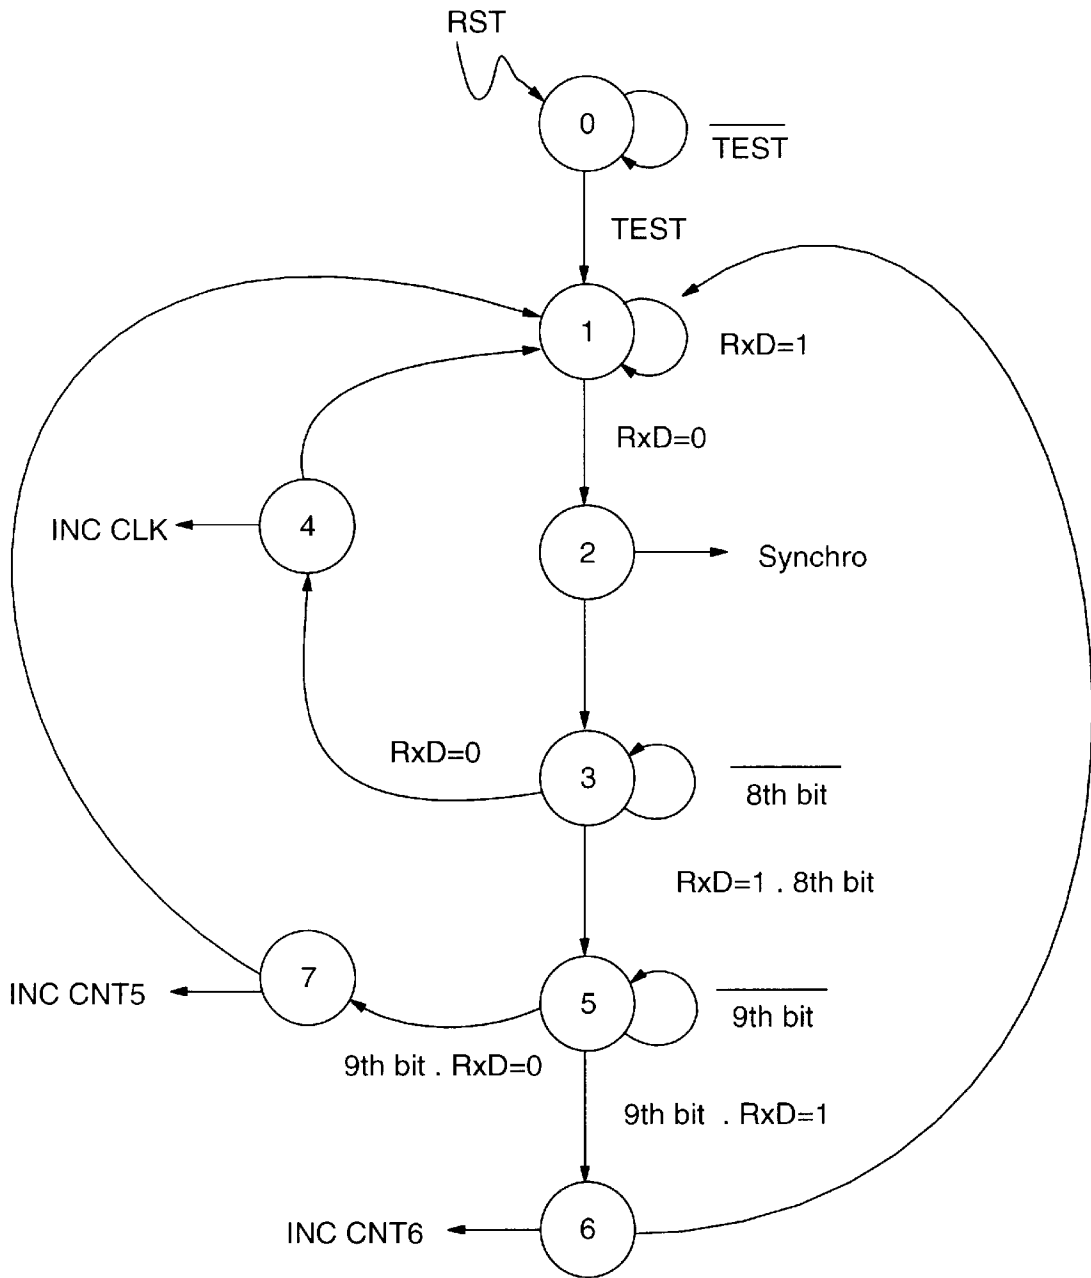 RST
0
TEST
TEST
1
RxD=1
RxD=0
4
INC CLK
2
Synchro
RxD=0
3
8th bit
RxD=1 . 8th bit
7
INC CNT5
5
9th bit
9th bit . RxD=0
9th bit . RxD=1
6
INC CNT6